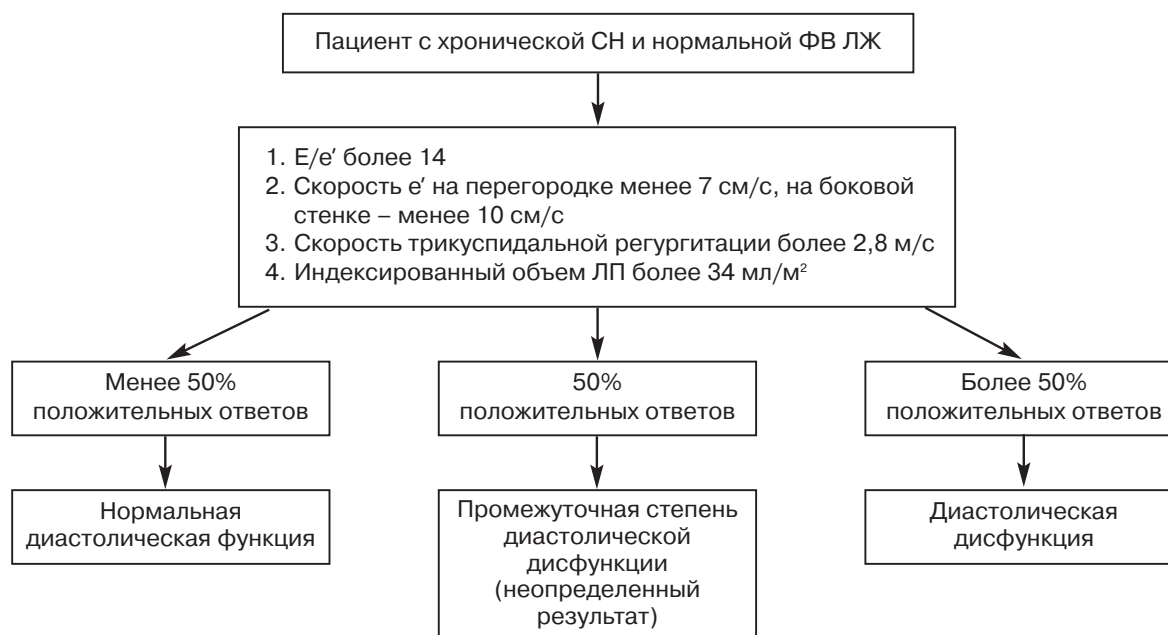 Пациент с хронической СН и нормальной ФВ ЛЖ
1. E/e′ более 14
2. Скорость e′ на перегородке менее 7 см/с, на боковой
стенке – менее 10 см/с
3. Скорость трикуспидальной регургитации более 2,8 м/с
4. Индексированный объем ЛП более 34 мл/м²
Менее 50%
положительных ответов
50%
положительных ответов
Более 50%
положительных ответов
Нормальная
диастолическая функция
Промежуточная степень
диастолической
дисфункции
(неопределенный
результат)
Диастолическая
дисфункция